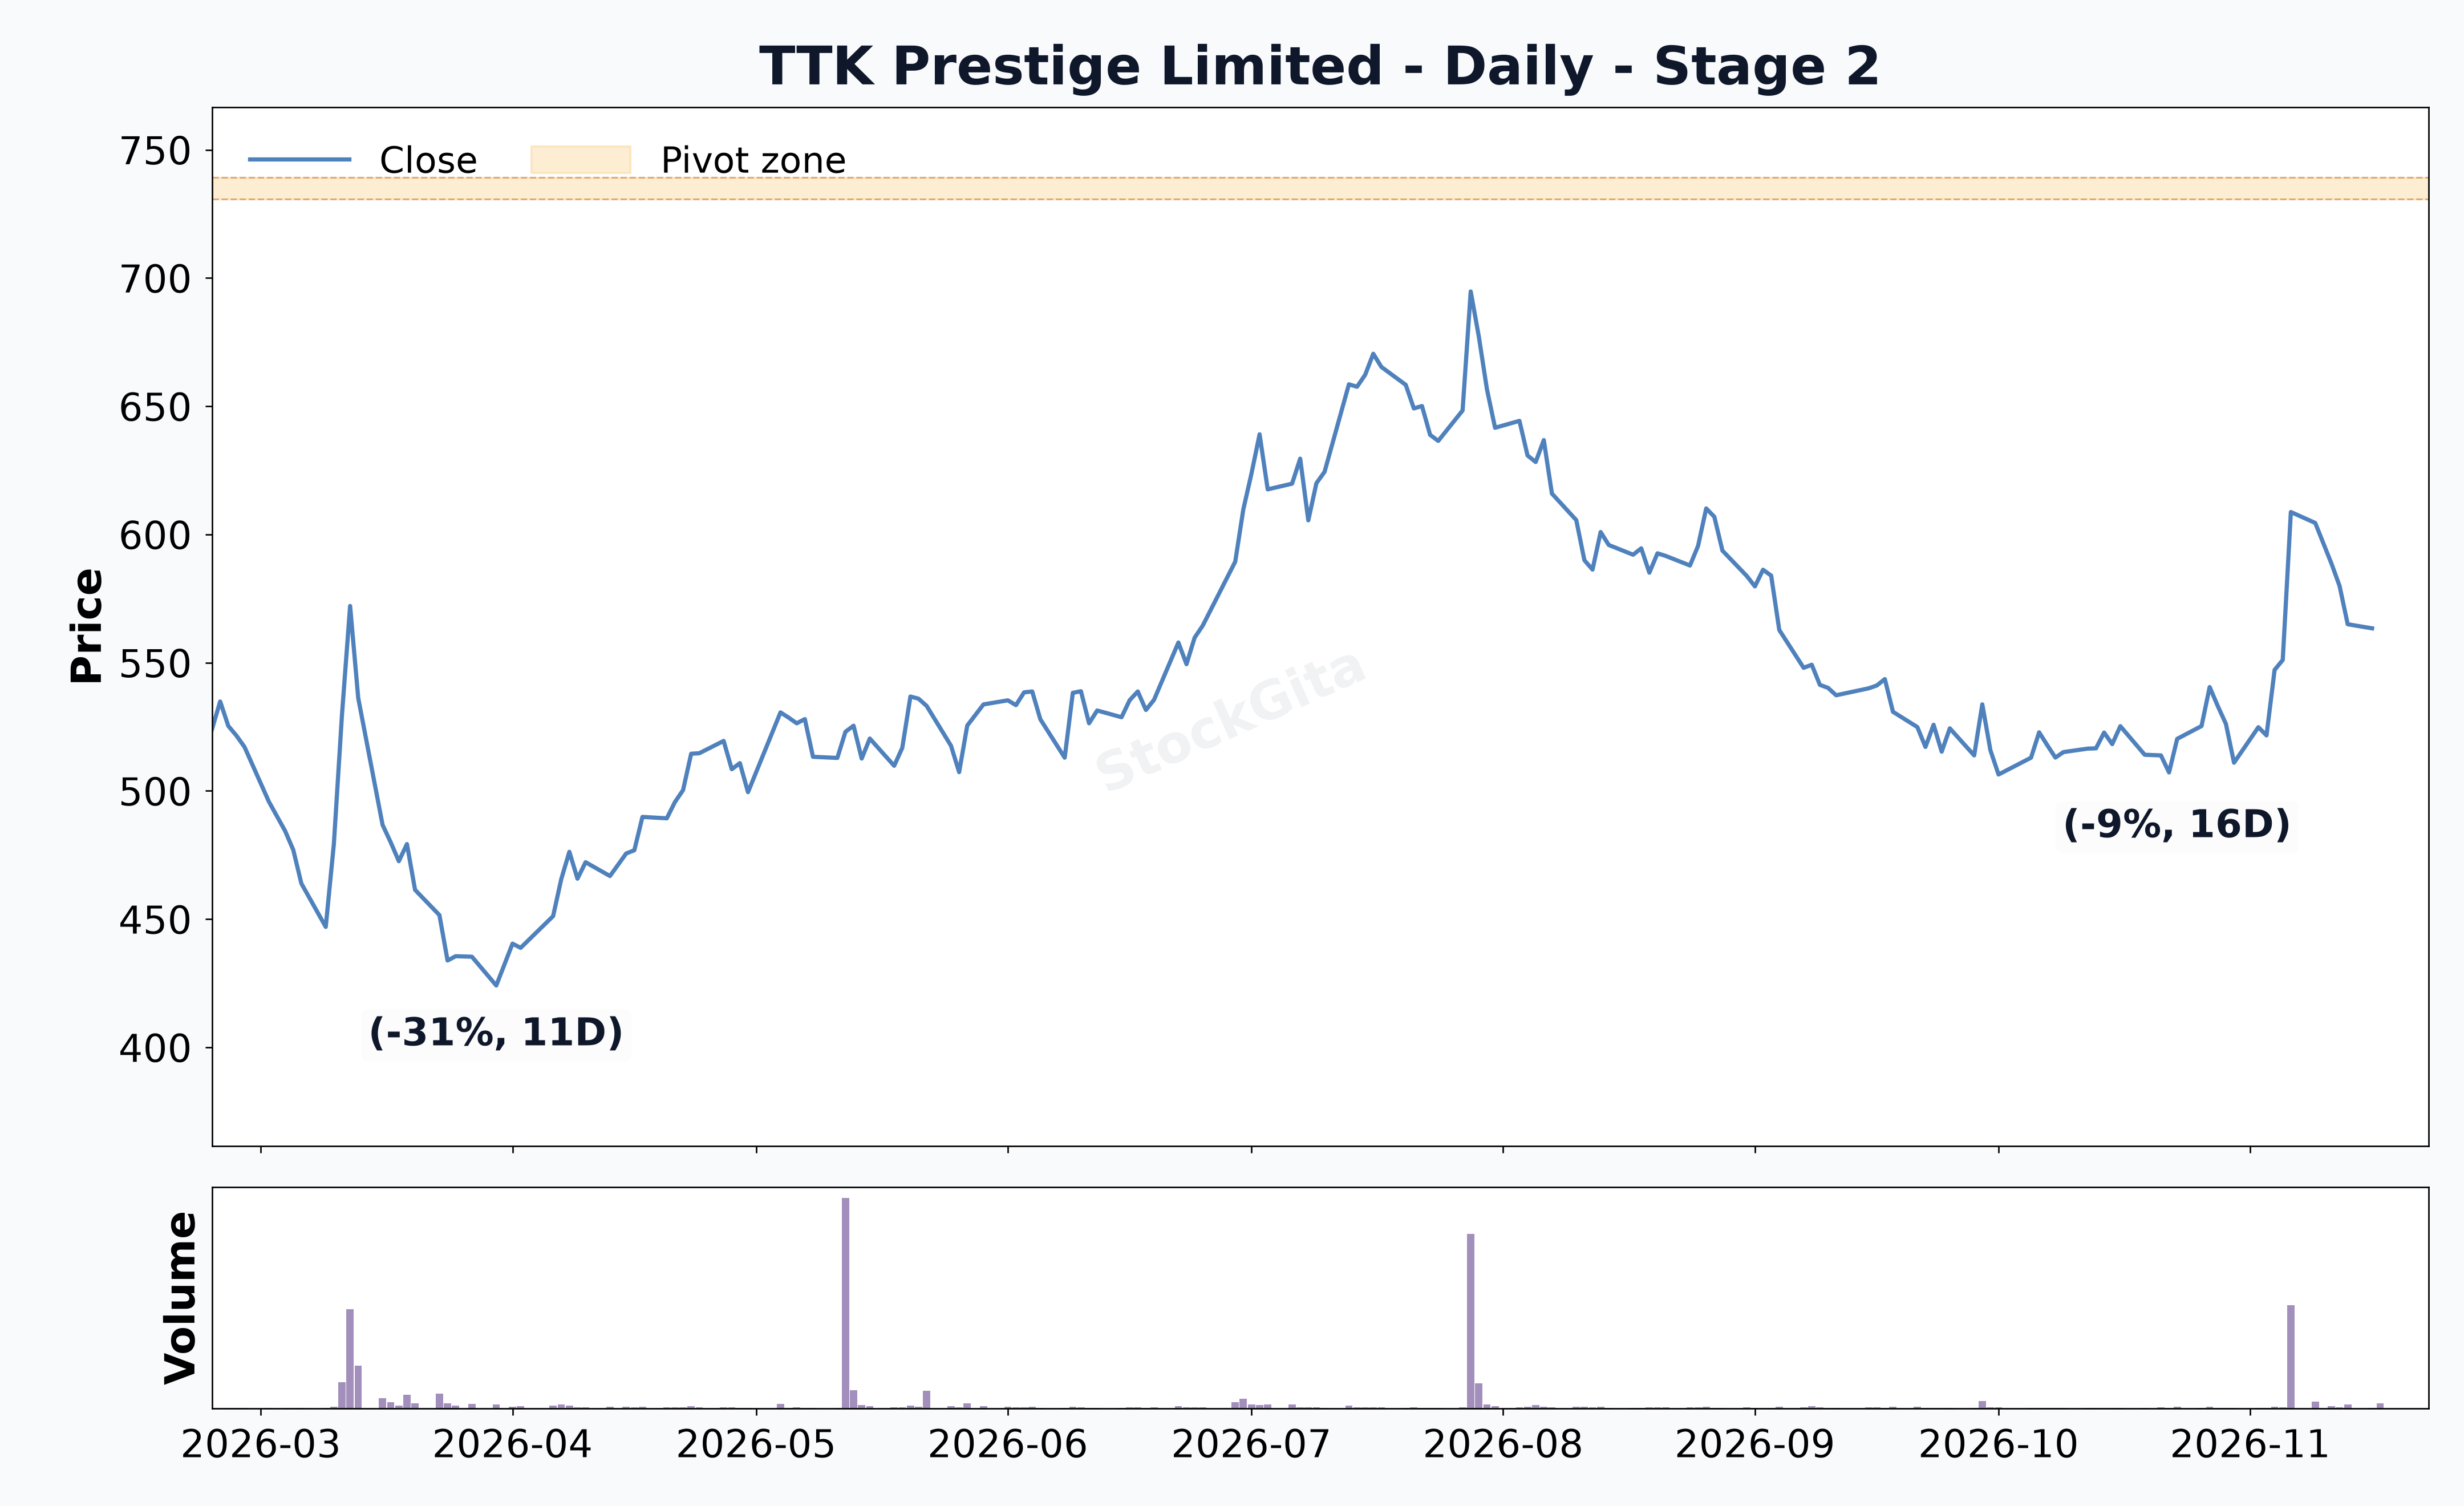 TTK Prestige Limited - Daily - Stage 2
Close
Pivot zone
Price
750
700
650
600
550
500
450
400
StockGita
(-31%, 11D)
(-9%, 16D)
Volume
2026-03
2026-04
2026-05
2026-06
2026-07
2026-08
2026-09
2026-10
2026-11